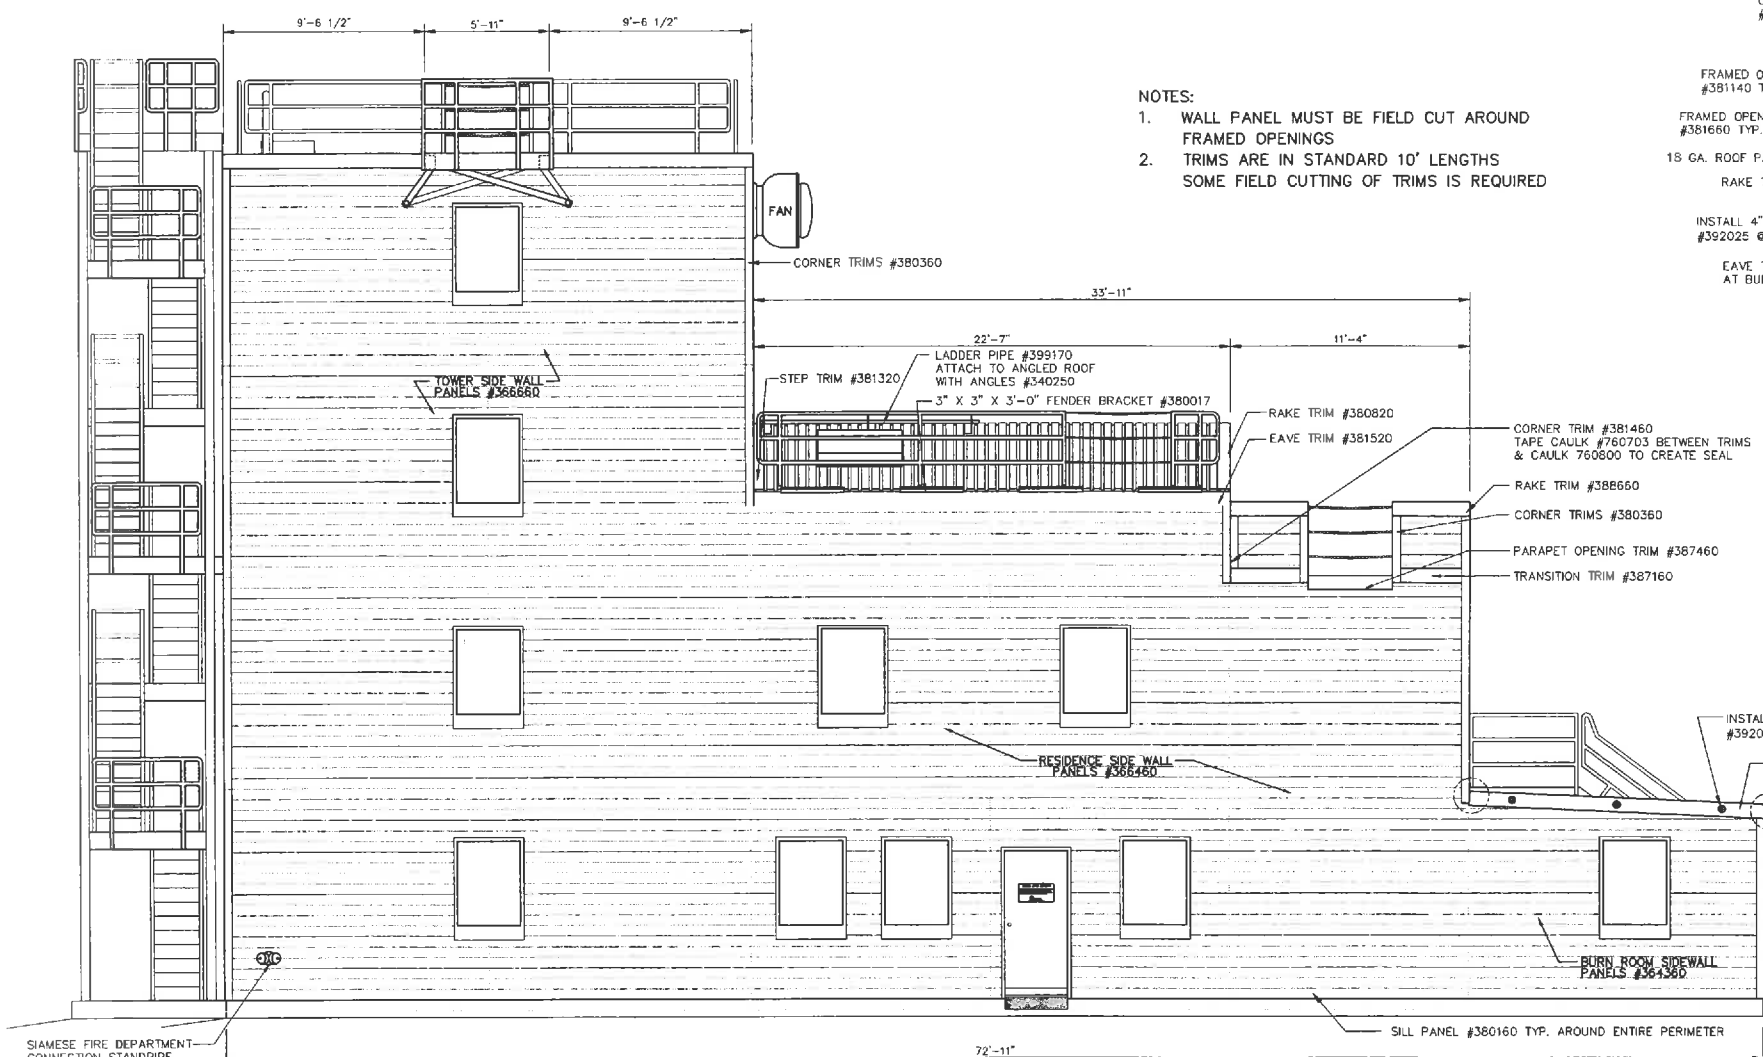 9'-6 1/2"
5'-11"
9'-6 1/2"
NOTES:
1. WALL PANEL MUST BE FIELD CUT AROUND
FRAMED OPENINGS
2. TRIMS ARE IN STANDARD 10' LENGTHS
SOME FIELD CUTTING OF TRIMS IS REQUIRED
FRAMED
#381140
FRAMED
#381660 TYP.
18 GA. ROOF
RAKE
INSTALL 4"
#392025 @
EAVE
AT
FAN
CORNER TRIMS #380360
33'-11"
22'-7"
11'-4"
LADDER PIPE #399170
ATTACH TO ANGLED ROOF
WITH ANGLES #340250
STEP TRIM #381320
3" X 3" X 3'-0" FENDER BRACKET #380017
TOWER SIDE WALL
PANELS #366660
RAKE TRIM #380820
EAVE TRIM #381520
CORNER TRIM #381460
TAPE CAULK #760703 BETWEEN TRIMS
& CAULK 760800 TO CREATE SEAL
RAKE TRIM #388660
CORNER TRIMS #380360
PARAPET OPENING TRIM #387460
TRANSITION TRIM #387160
RESIDENCE SIDE WALL
PANELS #366460
BURN ROOM SIDEWALL
PANELS #364360
SILL PANEL #380160 TYP. AROUND ENTIRE PERIMETER
SIAMESE FIRE DEPARTMENT
CONNECTION STANDPIPE
72'-11"